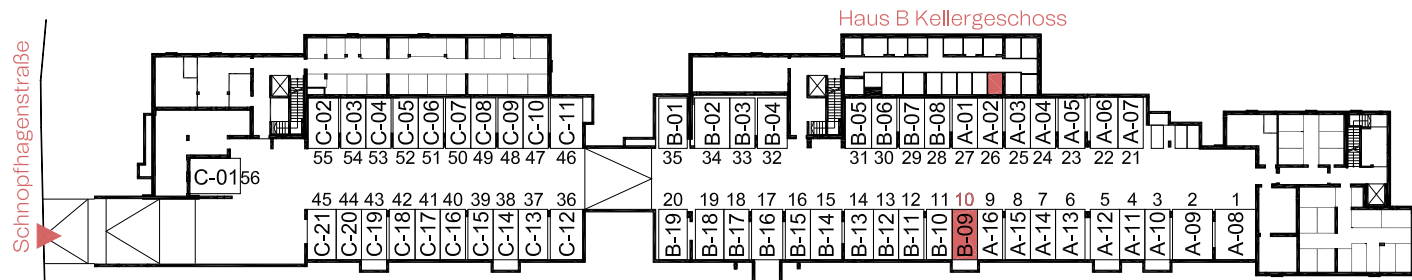 Haus B Kellergeschoss
Schnopfhagenstraße
C-02 C-03 C-04 C-05 C-06 C-07 C-08 C-09 C-10 C-11 B-01 B-02 B-03 B-04 B-05 B-06 B-07 B-08 A-01 A-02 A-03 A-04 A-05 A-06 A-07
55 54 53 52 51 50 49 48 47 46 35 34 33 32 31 30 29 28 27 26 25 24 23 22 21
C-01 56
45 44 43 42 41 40 39 38 37 36 20 19 18 17 16 15 14 13 12 11 10 9 8 7 6 5 4 3 2 1
C-21 C-20 C-19 C-18 C-17 C-16 C-15 C-14 C-13 C-12 B-19 B-18 B-17 B-16 B-15 B-14 B-13 B-12 B-11 B-10 B-09 A-16 A-15 A-14 A-13 A-12 A-11 A-10 A-09 A-08